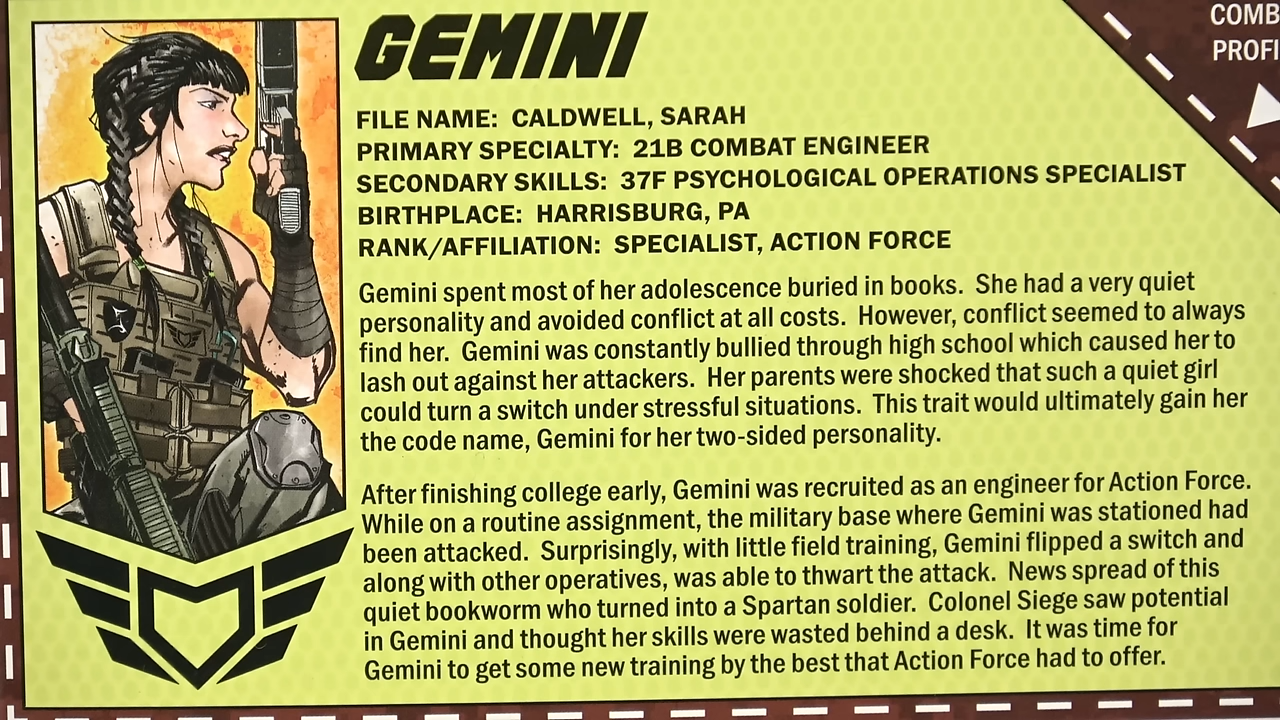 COMB
PROFI
GEMINI
FILE NAME: CALDWELL, SARAH
PRIMARY SPECIALTY: 21B COMBAT ENGINEER
SECONDARY SKILLS: 37F PSYCHOLOGICAL OPERATIONS SPECIALIST
BIRTHPLACE: HARRISBURG, PA
RANK/AFFILIATION: SPECIALIST, ACTION FORCE
Gemini spent most of her adolescence buried in books. She had a very quiet
personality and avoided conflict at all costs. However, conflict seemed to always
find her. Gemini was constantly bullied through high school which caused her to
lash out against her attackers. Her parents were shocked that such a quiet girl
could turn a switch under stressful situations. This trait would ultimately gain her
the code name, Gemini for her two-sided personality.
After finishing college early, Gemini was recruited as an engineer for Action Force.
While on a routine assignment, the military base where Gemini was stationed had
been attacked. Surprisingly, with little field training, Gemini flipped a switch and
along with other operatives, was able to thwart the attack. News spread of this
quiet bookworm who turned into a Spartan soldier. Colonel Siege saw potential
in Gemini and thought her skills were wasted behind a desk. It was time for
Gemini to get some new training by the best that Action Force had to offer.